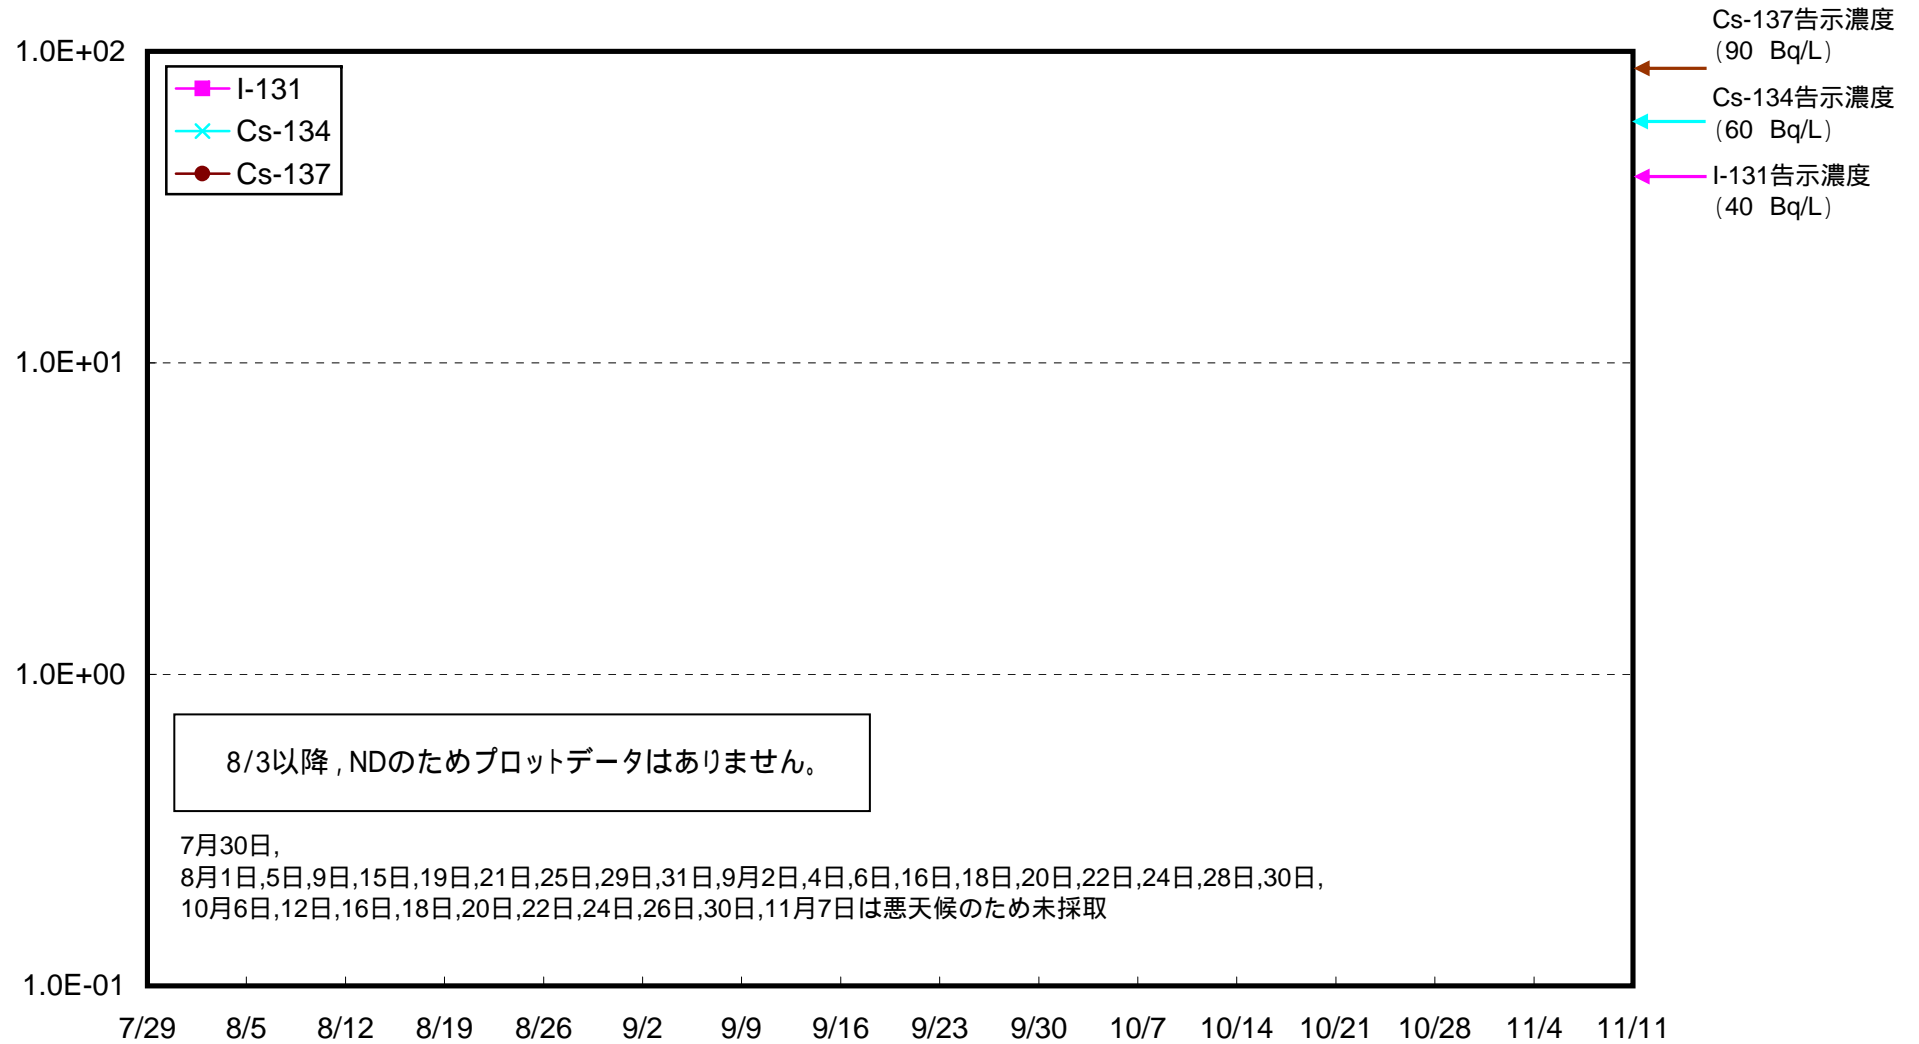 Cs-137告示濃度
(90 Bq/L)
Cs-134告示濃度
(60 Bq/L)
I-131告示濃度
(40 Bq/L)
1.0E+02
1.0E+01
1.0E+00
1.0E-01
I-131
Cs-134
Cs-137
8/3以降,NDのためプロットデータはありません。
7月30日,
8月1日,5日,9日,15日,19日,21日,25日,29日,31日,9月2日,4日,6日,16日,18日,20日,22日,24日,28日,30日,
10月6日,12日,16日,18日,20日,22日,24日,26日,30日,11月7日は悪天候のため未採取
7/29 8/5 8/12 8/19 8/26 9/2 9/9 9/16 9/23 9/30 10/7 10/14 10/21 10/28 11/4 11/11